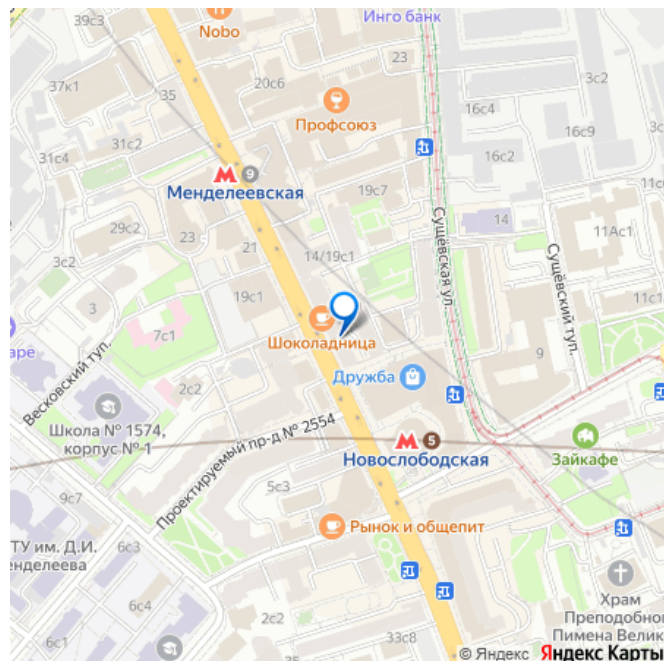 39с3
Nobo
Инго банк
37к1
35
20с6
23
3с2
Профсоюз
16с4
31с2
16с9
31с4
9
Менделеевская
16с2
19с7
29с2
23
21
14/19с1
Сущёвская ул.
14
11Ас1
3с2
19с1
Сущёвский туп.
11с1
3
7с1
Шоколадница
Весковский туп.
2с2
Дружба
9
Школа № 1574,
корпус № 1
Проектируемый пр-д № 2554
5
Новослободская
Зайкафе
9с7
5с3
Рынок и общепит
ТУ им. Д.И.
6с3
6с4
2с2
Храм
Преподобно
Пимена Велик
6с1
33с8
© Яндекс Яндекс Карты